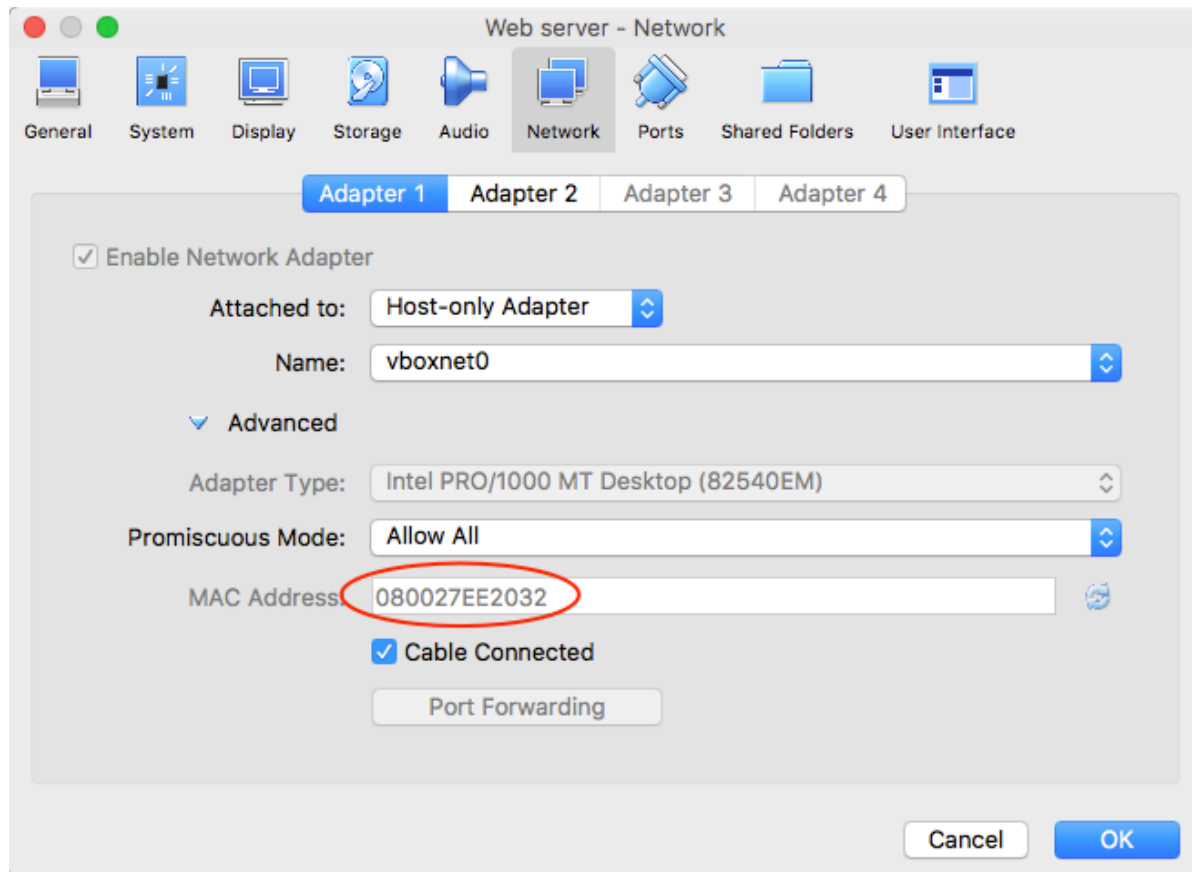 Web server - Network
General System Display Storage Audio Network Ports Shared Folders User Interface
Adapter 1 Adapter 2 Adapter 3 Adapter 4
Enable Network Adapter
Attached to: Host-only Adapter
Name: vboxnet0
Advanced
Adapter Type: Intel PRO/1000 MT Desktop (82540EM)
Promiscuous Mode: Allow All
MAC Address: 080027EE2032
Cable Connected
Port Forwarding
Cancel OK